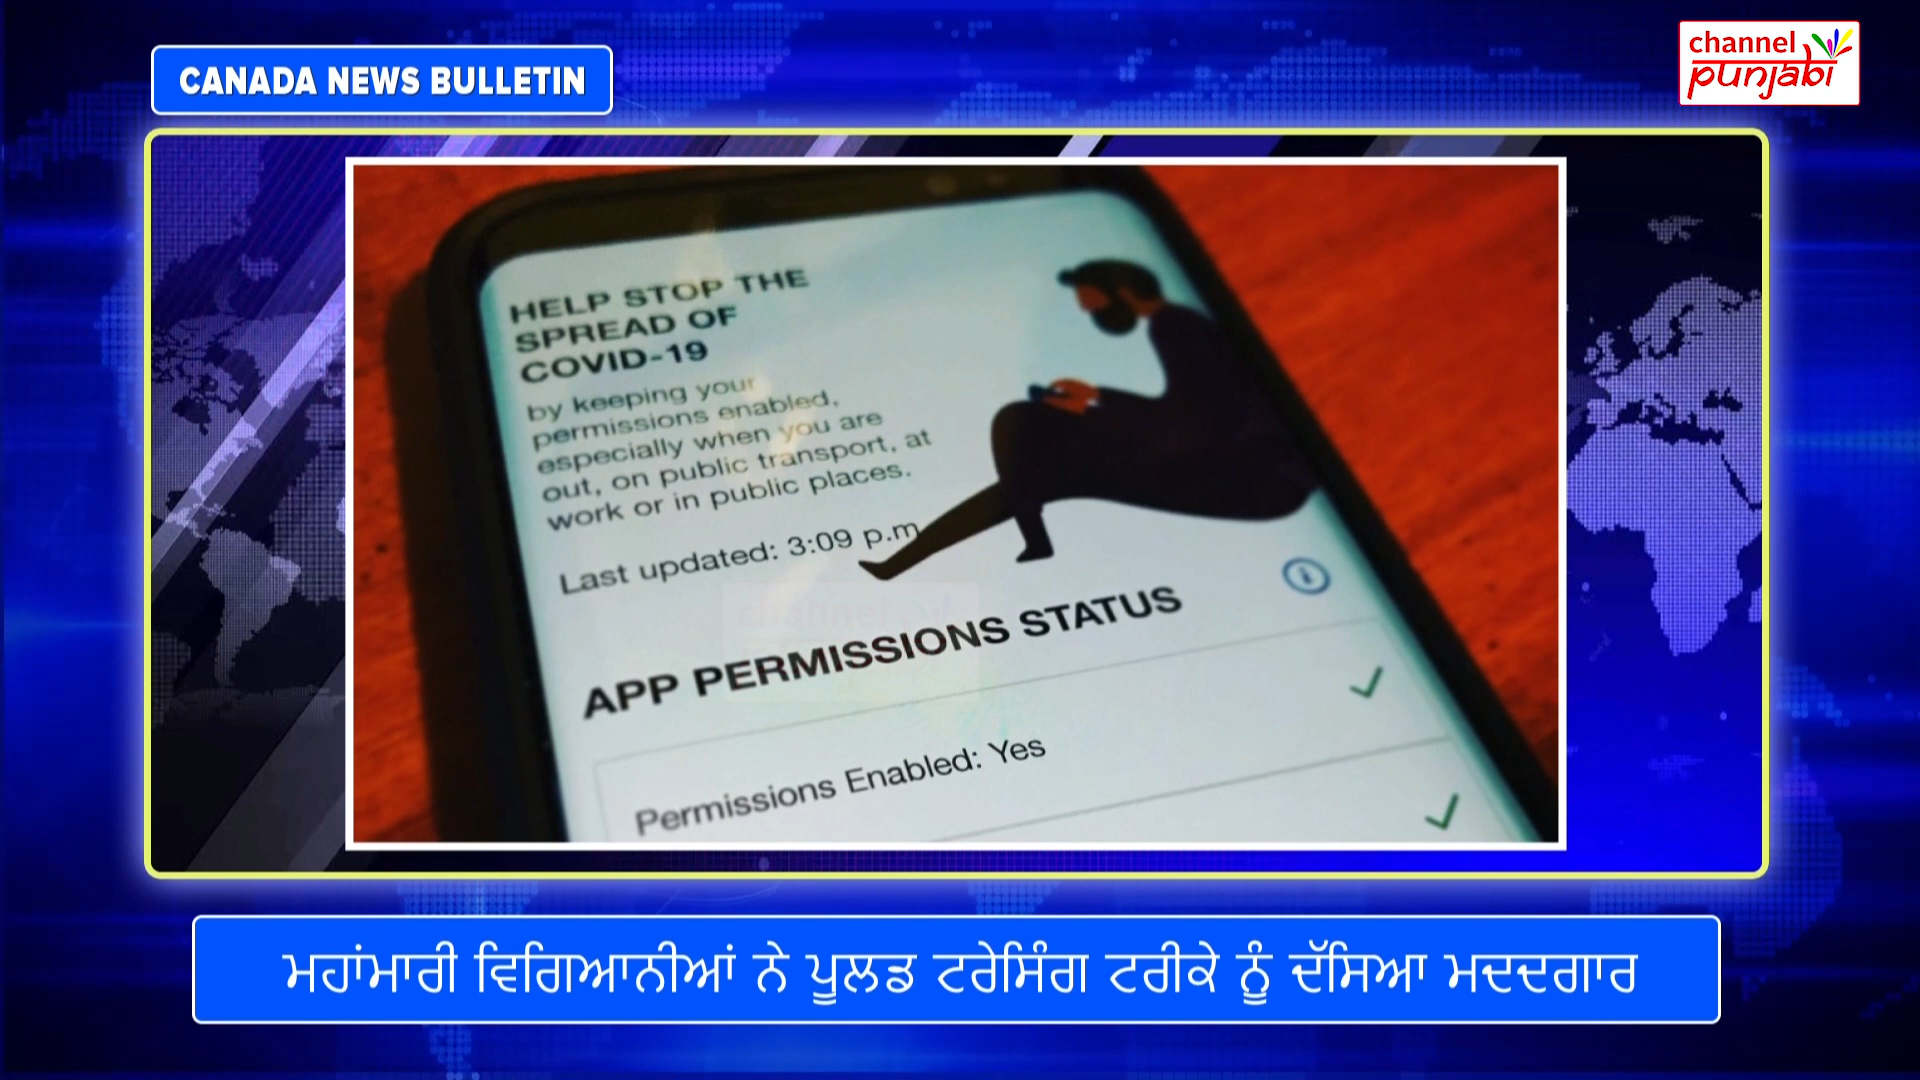 CANADA NEWS BULLETIN
channel
punjabi
HELP STOP THE
SPREAD OF
COVID-19
by keeping your
permissions enabled,
especially when you are
out, on public transport, at
work or in public places.
Last updated: 3:09 p.m
APP PERMISSIONS STATUS
Permissions Enabled: Yes
ਮਹਾਂਮਾਰੀ ਵਿਗਿਆਨੀਆਂ ਨੇ ਪੂਲਡ ਟਰੇਸਿੰਗ ਟਰੀਕੇ ਨੂੰ ਦੱਸਿਆ ਮਦਦਗਾਰ